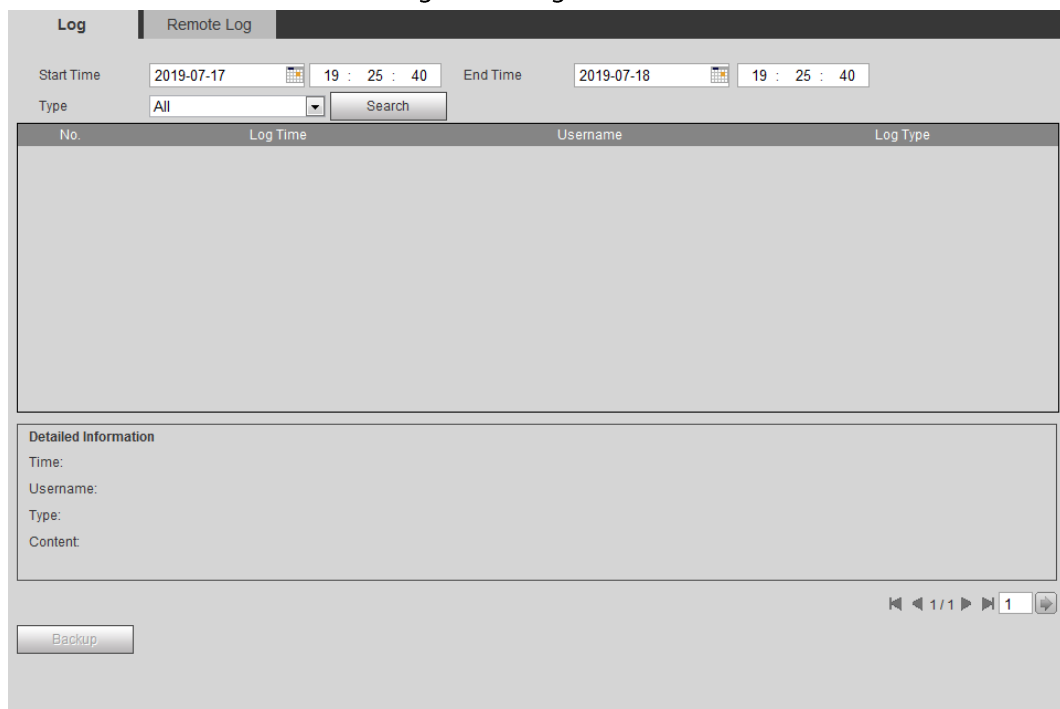 Log Remote Log
Start Time 2019-07-17 19 : 25 : 40 End Time 2019-07-18 19 : 25 : 40
Type All Search
No. Log Time Username Log Type
Detailed Information
Time:
Username:
Type:
Content:
1/1 1
Backup